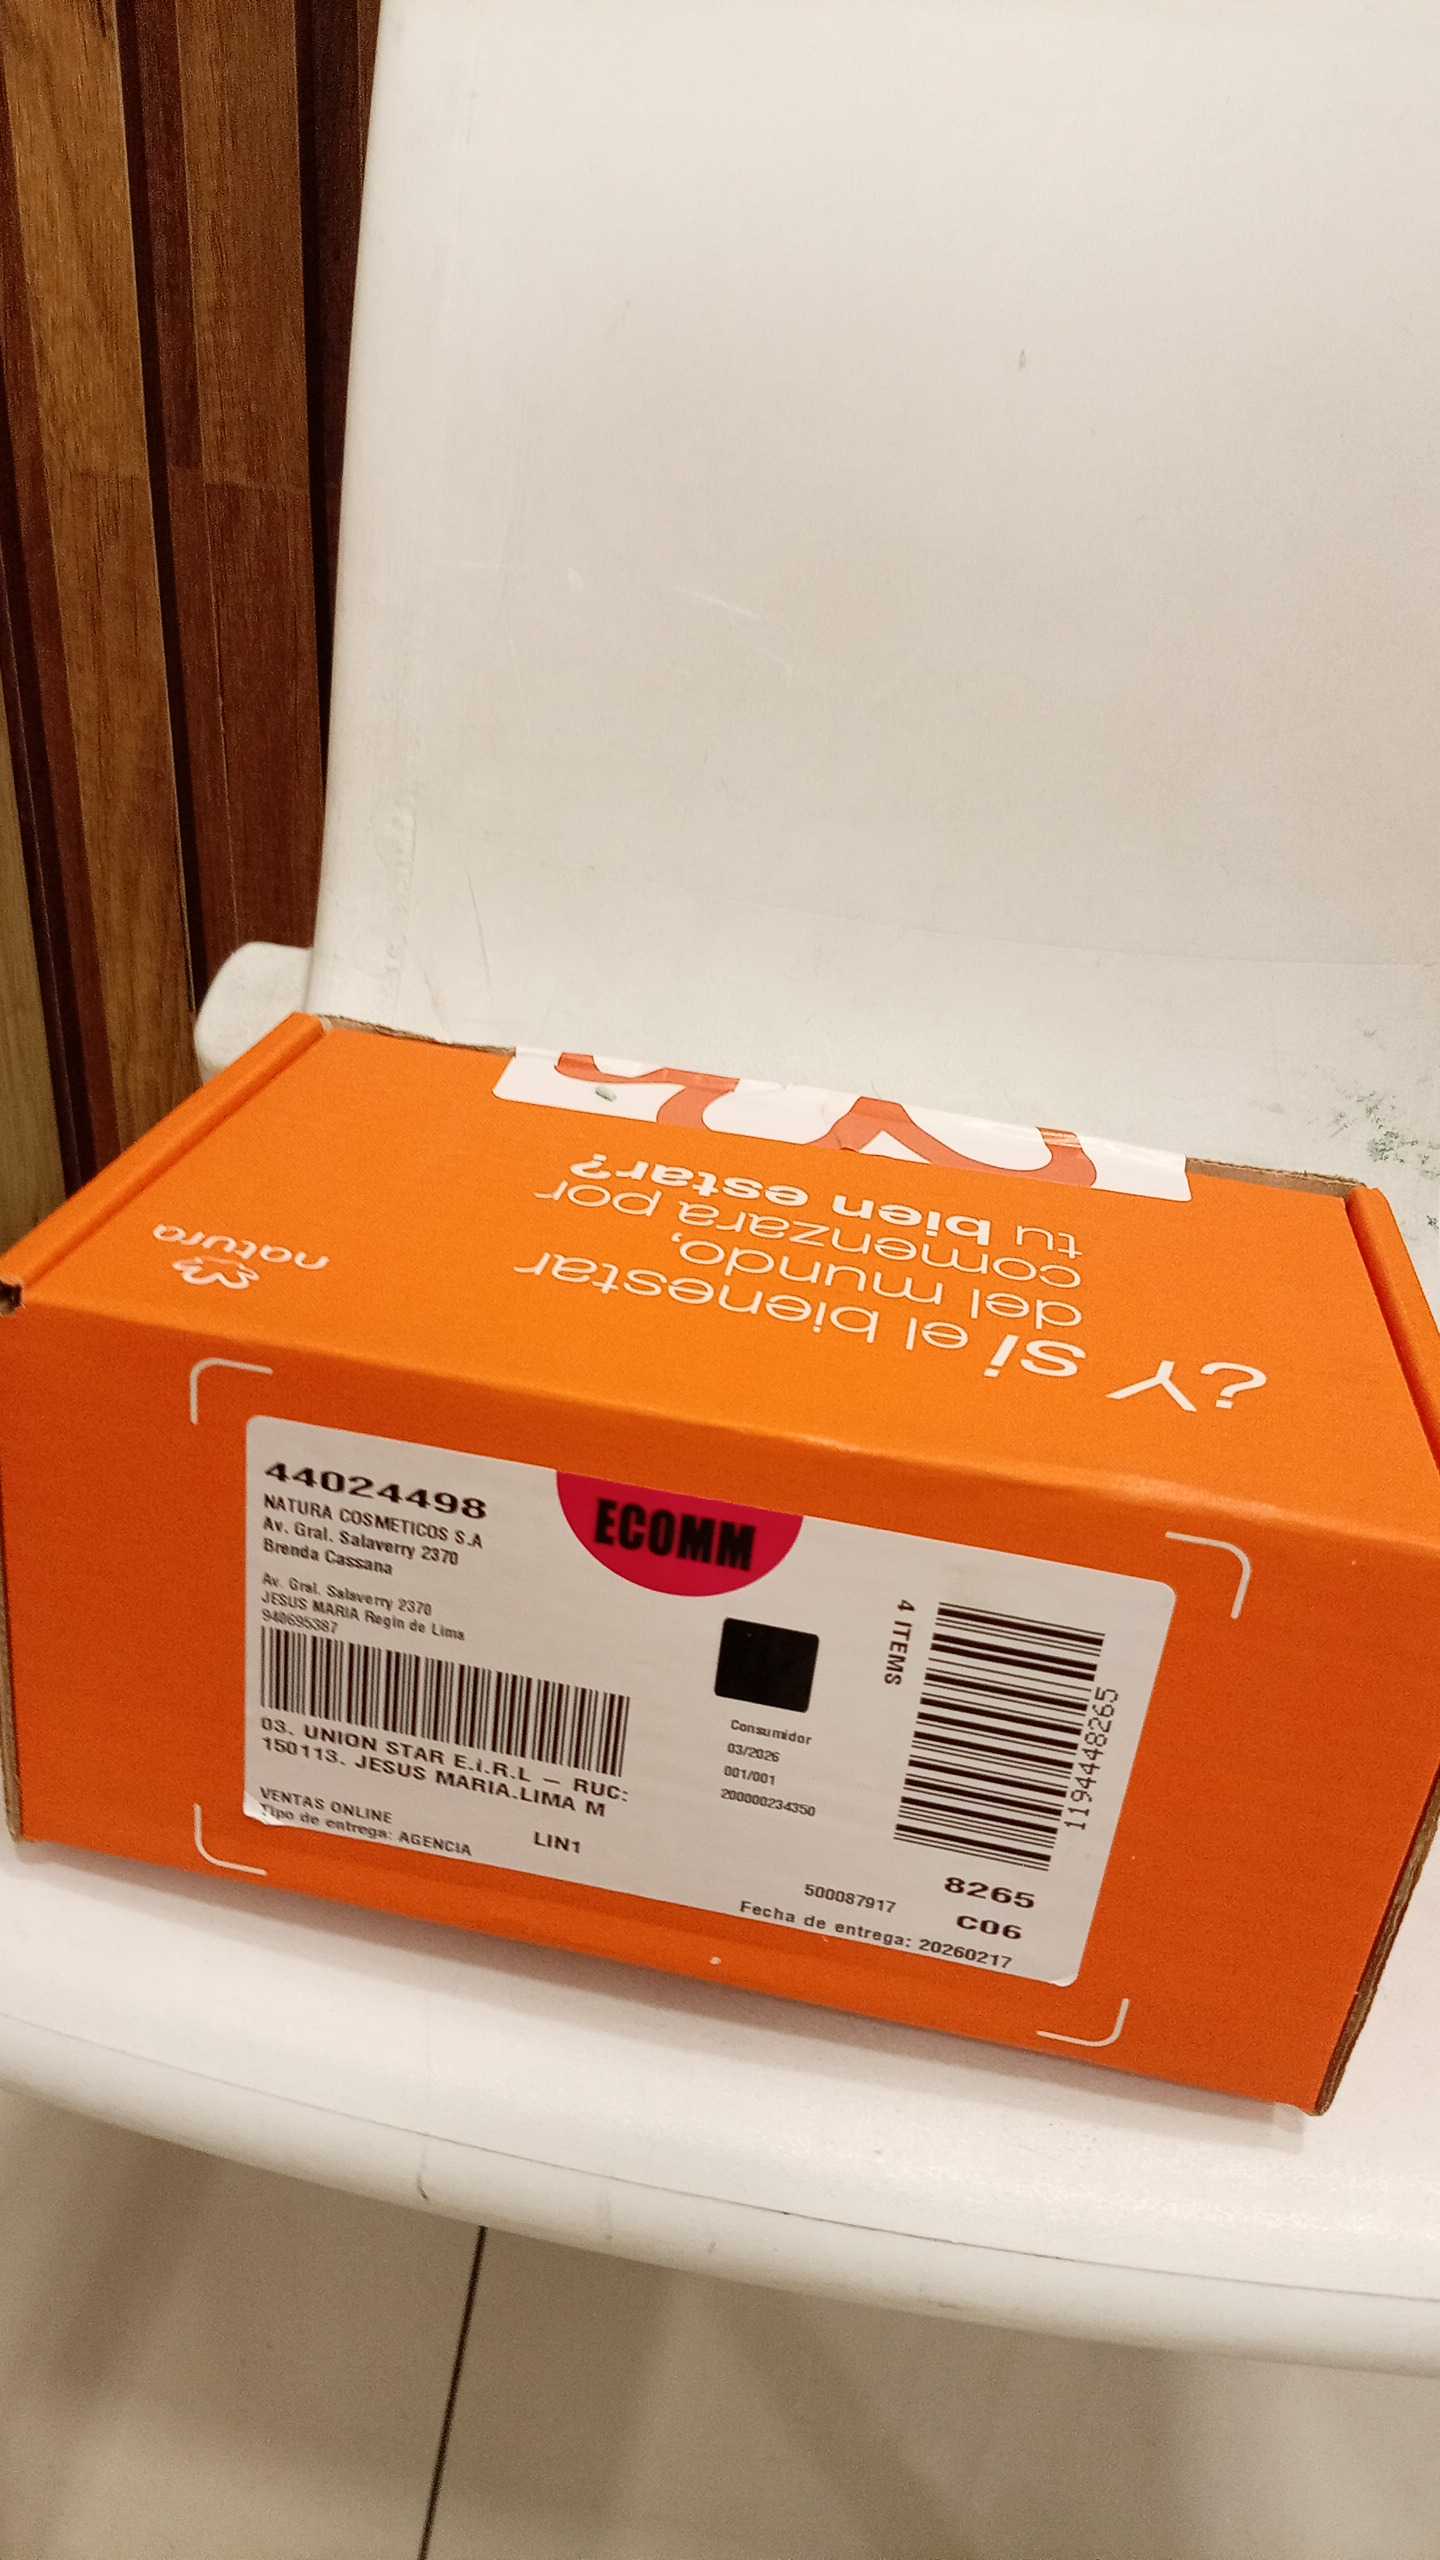 ¿Y sí el bienestar
del mundo,
comenzara por
tu bien estar?
natura
44024498
NATURA COSMETICOS S.A
Av. Gral. Salaverry 2370
Brenda Cassana
Av. Gral. Salaverry 2370
JESUS MARIA Regin de Lima
940695387
03. UNION STAR E.I.R.L – RUC:
150113. JESUS MARIA.LIMA M
VENTAS ONLINE
Tipo de entrega: AGENCIA
LIN1
ECOMM
Consumidor
03/2026
001/001
200000234350
4 ITEMS
1194448265
8265
C06
500087917
Fecha de entrega: 20260217